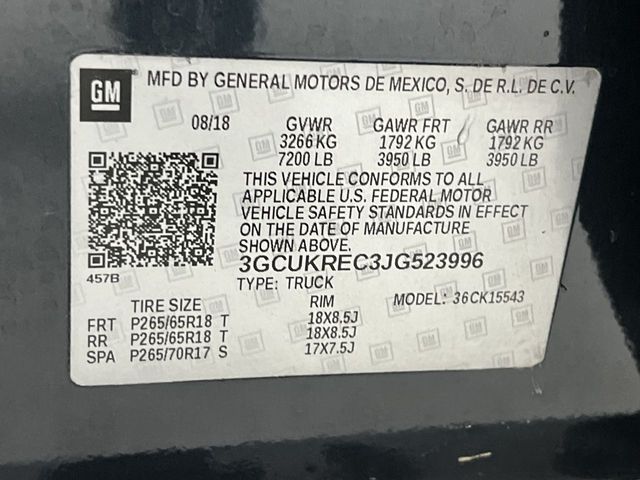 GM MFD BY GENERAL MOTORS DE MEXICO, S. DE R.L. DE C.V.
08/18 GVWR GAWR FRT GAWR RR
3266 KG 1792 KG 1792 KG
7200 LB 3950 LB 3950 LB
THIS VEHICLE CONFORMS TO ALL
APPLICABLE U.S. FEDERAL MOTOR
VEHICLE SAFETY STANDARDS IN EFFECT
ON THE DATE OF MANUFACTURE
SHOWN ABOVE.
457B
3GCUKREC3JG523996
TYPE: TRUCK
TIRE SIZE RIM MODEL: 36CK15543
FRT P265/65R18 T 18X8.5J
RR P265/65R18 T 18X8.5J
SPA P265/70R17 S 17X7.5J